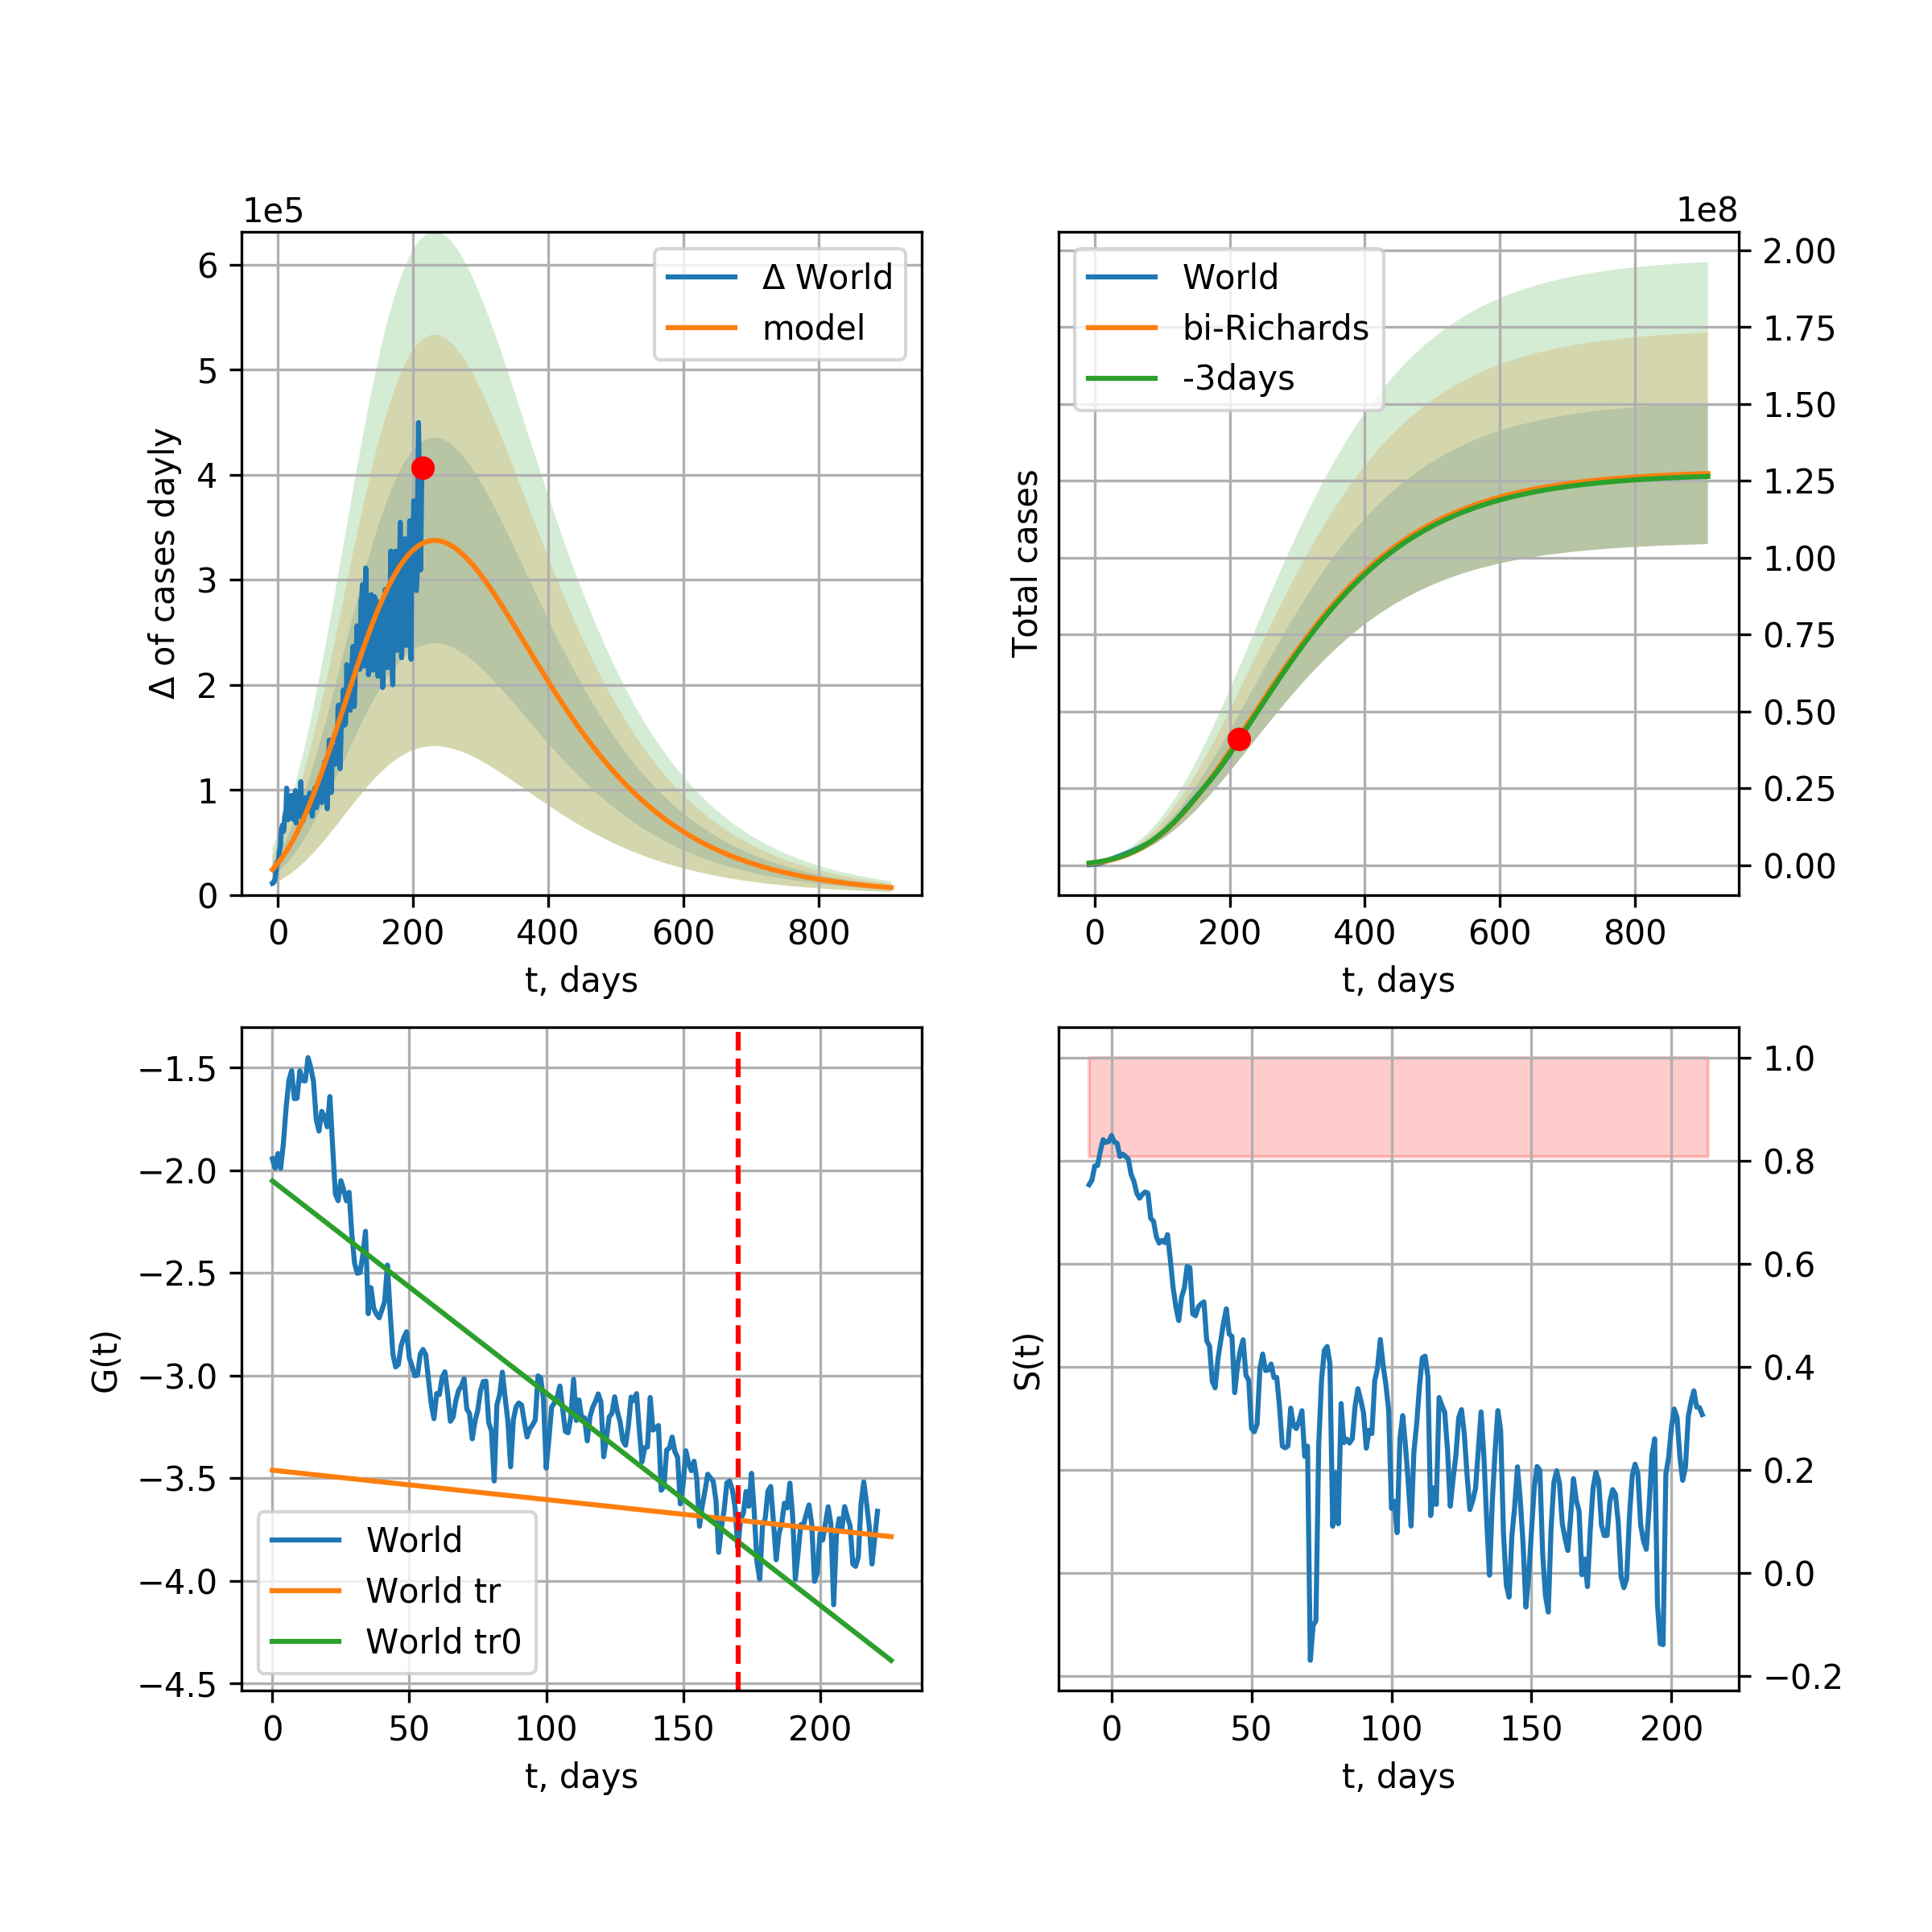 1e5
6
5
4
3
2
1
0
Δ of cases dayly
0 200 400 600 800
t, days
Δ World
model
1e8
2.00
1.75
1.50
1.25
1.00
0.75
0.50
0.25
0.00
Total cases
0 200 400 600 800
t, days
World
bi-Richards
-3days
−1.5
−2.0
−2.5
−3.0
−3.5
−4.0
−4.5
G(t)
0 50 100 150 200
t, days
World
World tr
World tr0
1.0
0.8
0.6
0.4
0.2
0.0
−0.2
S(t)
0 50 100 150 200
t, days